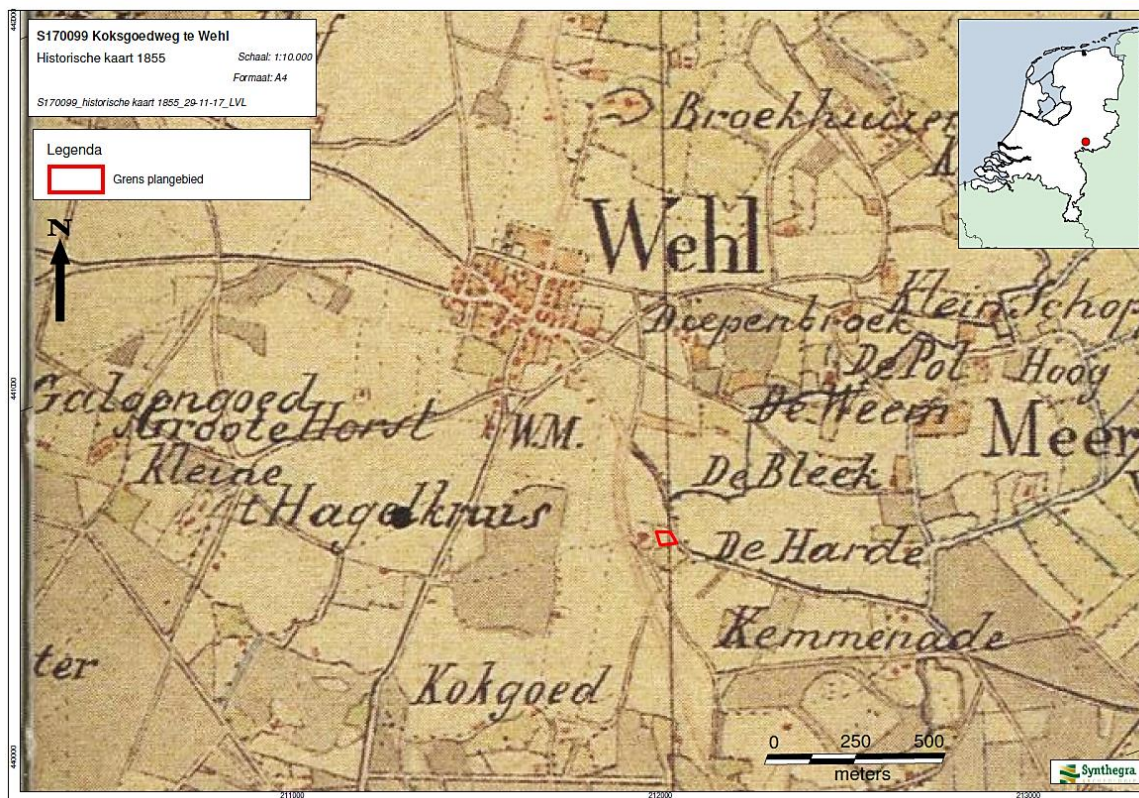 S170099 Koksgoedweg te Wehl
Historische kaart 1855
Schaal: 1:10.000
Formaat: A4
S170099_historische kaart 1855_29-11-17_LVL
Legenda
Grens plangebied
N
Broekhuizen
Wehl
Diepenbroek
Klein Schop
De Pol
Hoog
De Weem
Meer
Galgengoed
Groote Horst
W.M.
Kleine
De Bleek
't Hagelkruis
De Harde
Kemmenade
ter
Kokgoed
0 250 500
meters
Synthegra
442000
441000
440000
211000
212000
213000